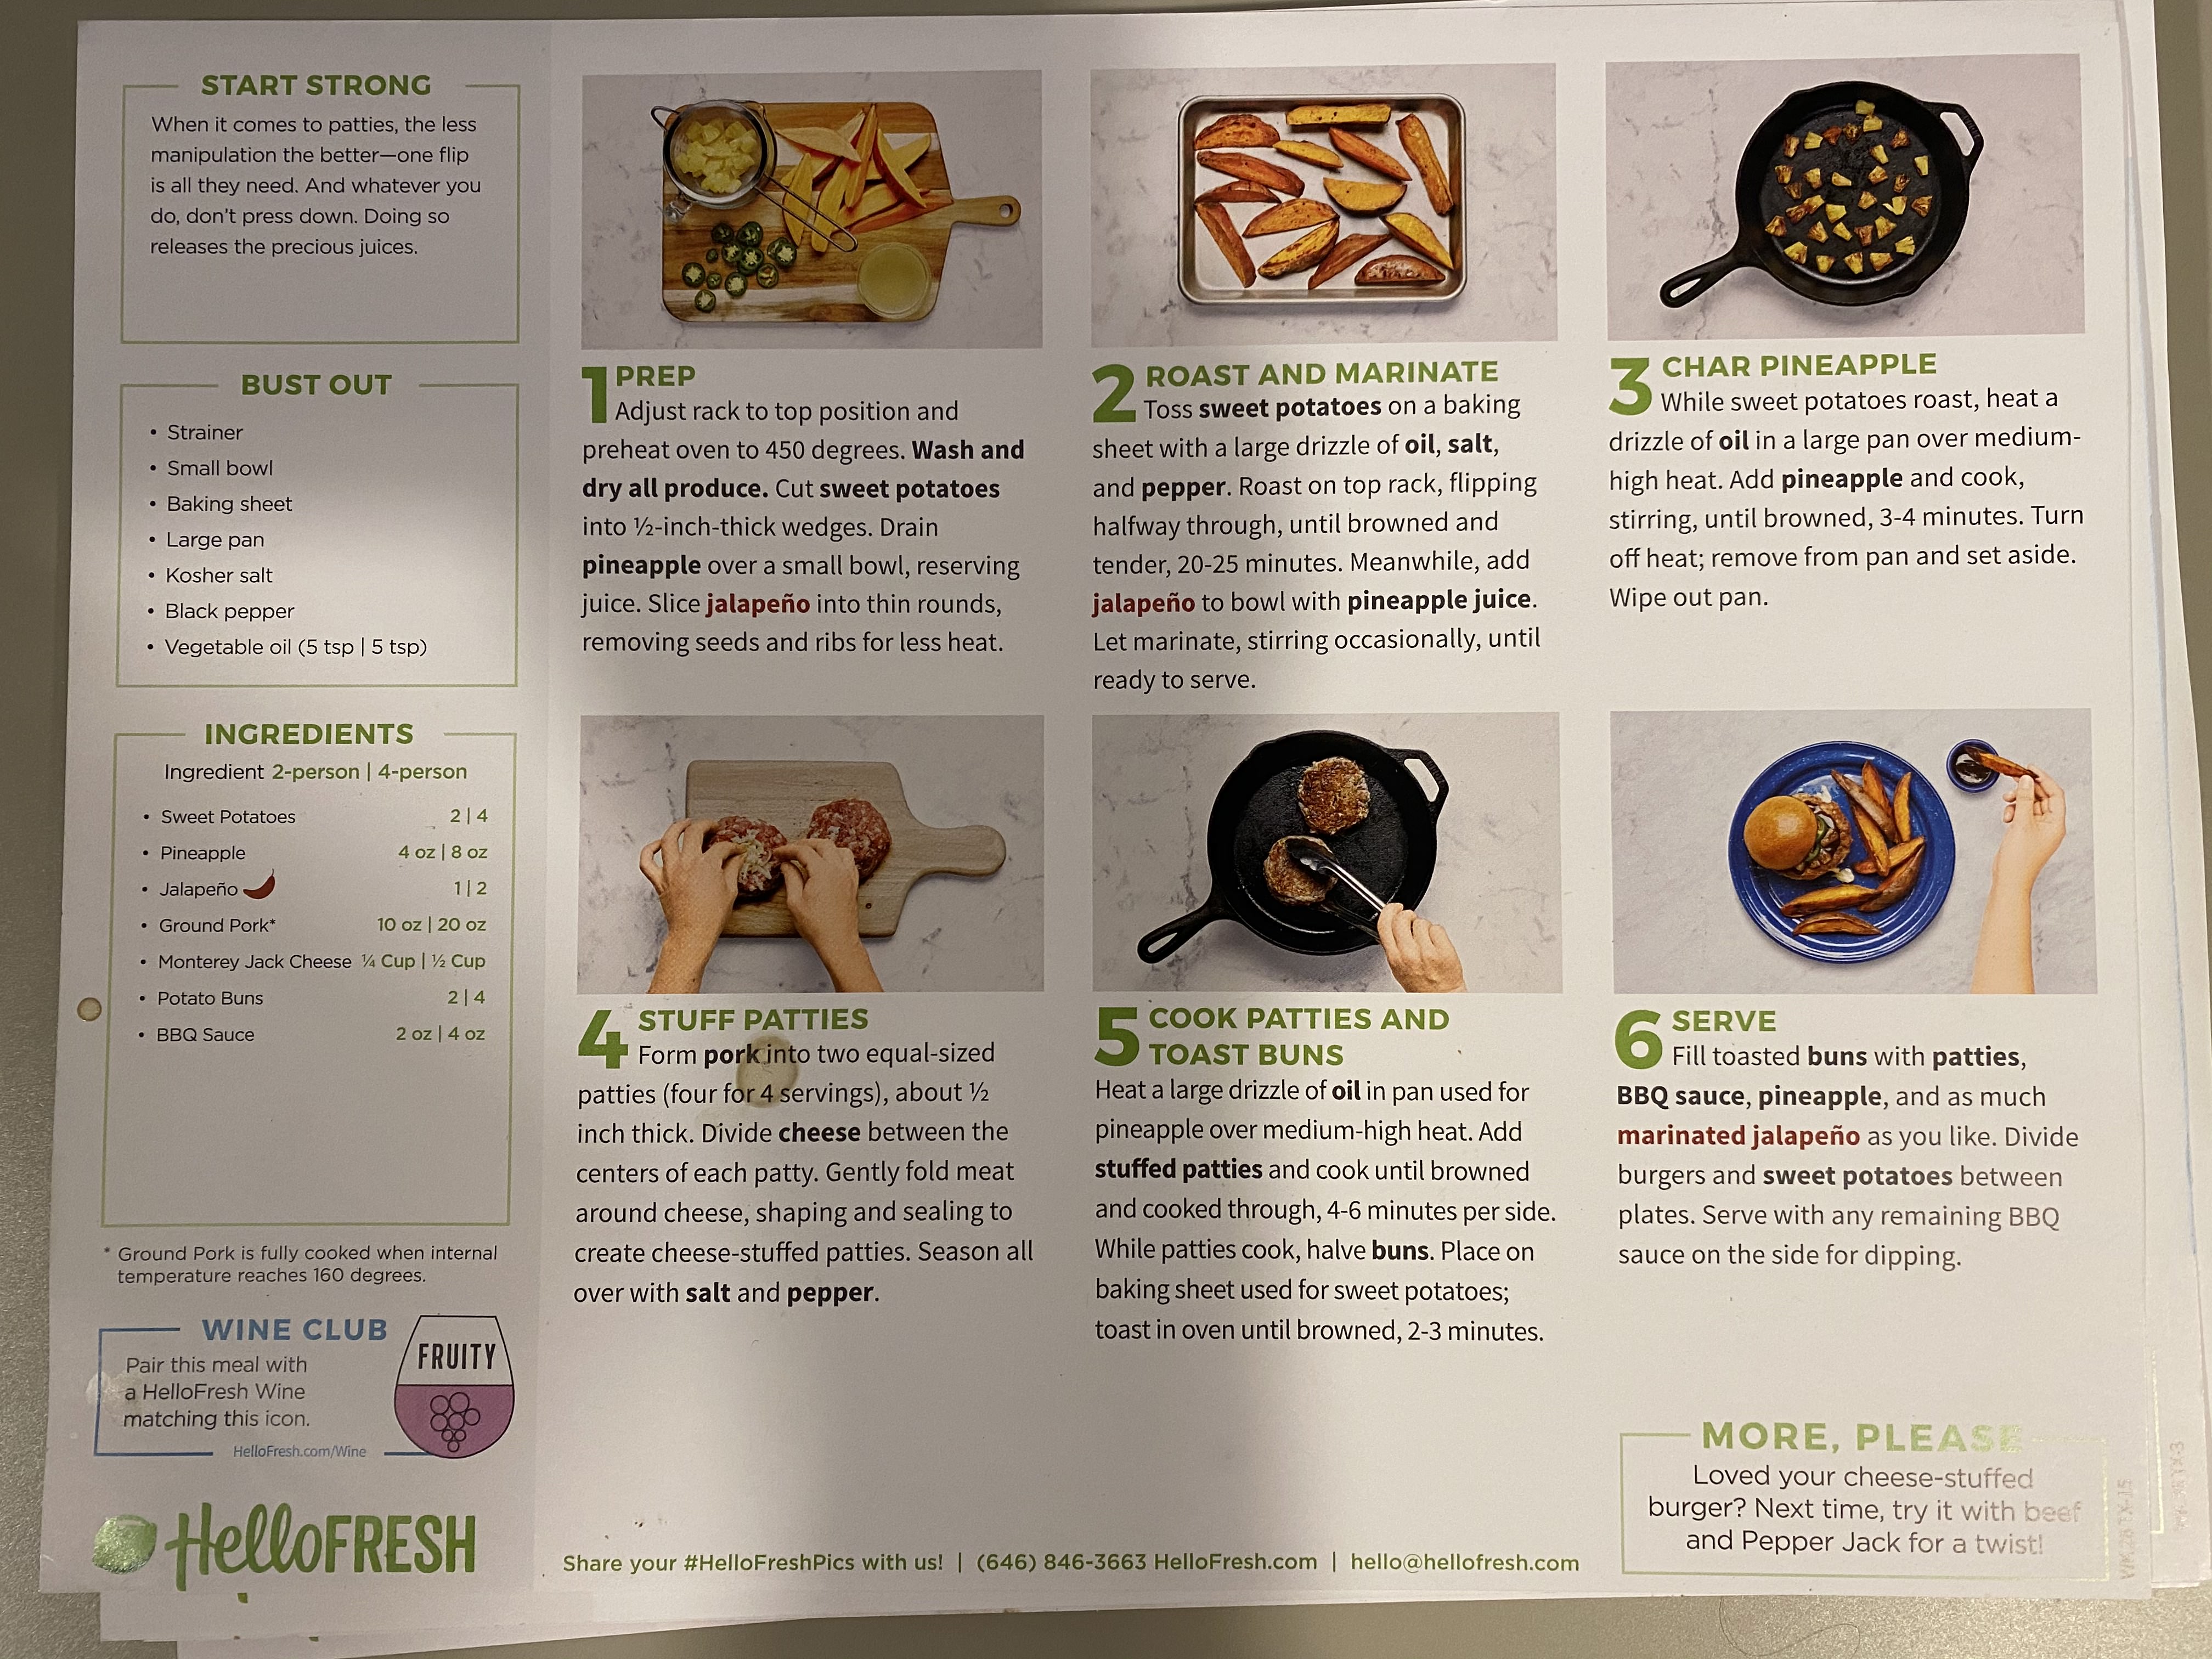 START STRONG
When it comes to patties, the less
manipulation the better—one flip
is all they need. And whatever you
do, don't press down. Doing so
releases the precious juices.
BUST OUT
• Strainer
• Small bowl
• Baking sheet
• Large pan
• Kosher salt
• Black pepper
• Vegetable oil (5 tsp | 5 tsp)
INGREDIENTS
Ingredient 2-person | 4-person
• Sweet Potatoes 2 | 4
• Pineapple 4 oz | 8 oz
• Jalapeño 1 | 2
• Ground Pork* 10 oz | 20 oz
• Monterey Jack Cheese ¼ Cup | ½ Cup
• Potato Buns 2 | 4
• BBQ Sauce 2 oz | 4 oz
* Ground Pork is fully cooked when internal
temperature reaches 160 degrees.
WINE CLUB
Pair this meal with
a HelloFresh Wine
matching this icon.
HelloFresh.com/Wine
FRUITY
HelloFRESH
1 PREP
Adjust rack to top position and
preheat oven to 450 degrees. Wash and
dry all produce. Cut sweet potatoes
into ½-inch-thick wedges. Drain
pineapple over a small bowl, reserving
juice. Slice jalapeño into thin rounds,
removing seeds and ribs for less heat.
2 ROAST AND MARINATE
Toss sweet potatoes on a baking
sheet with a large drizzle of oil, salt,
and pepper. Roast on top rack, flipping
halfway through, until browned and
tender, 20-25 minutes. Meanwhile, add
jalapeño to bowl with pineapple juice.
Let marinate, stirring occasionally, until
ready to serve.
3 CHAR PINEAPPLE
While sweet potatoes roast, heat a
drizzle of oil in a large pan over medium-
high heat. Add pineapple and cook,
stirring, until browned, 3-4 minutes. Turn
off heat; remove from pan and set aside.
Wipe out pan.
4 STUFF PATTIES
Form pork into two equal-sized
patties (four for 4 servings), about ½
inch thick. Divide cheese between the
centers of each patty. Gently fold meat
around cheese, shaping and sealing to
create cheese-stuffed patties. Season all
over with salt and pepper.
5 COOK PATTIES AND
TOAST BUNS
Heat a large drizzle of oil in pan used for
pineapple over medium-high heat. Add
stuffed patties and cook until browned
and cooked through, 4-6 minutes per side.
While patties cook, halve buns. Place on
baking sheet used for sweet potatoes;
toast in oven until browned, 2-3 minutes.
6 SERVE
Fill toasted buns with patties,
BBQ sauce, pineapple, and as much
marinated jalapeño as you like. Divide
burgers and sweet potatoes between
plates. Serve with any remaining BBQ
sauce on the side for dipping.
MORE, PLEASE
Loved your cheese-stuffed
burger? Next time, try it with beef
and Pepper Jack for a twist!
Share your #HelloFreshPics with us! | (646) 846-3663 HelloFresh.com | hello@hellofresh.com